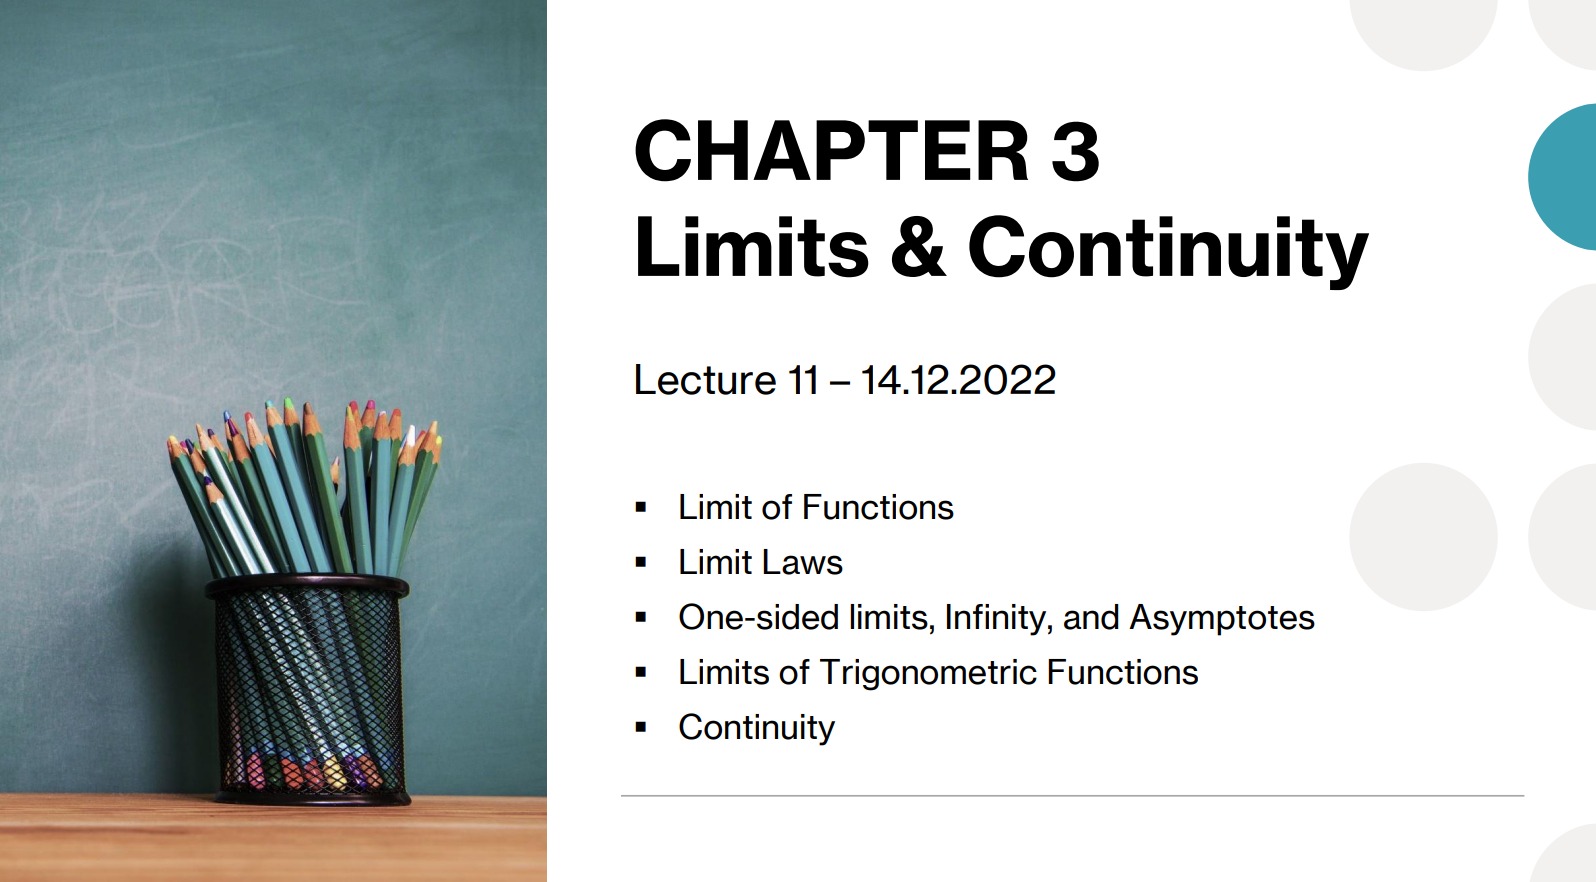 CHAPTER 3
Limits & Continuity
Lecture 11 – 14.12.2022
▪ Limit of Functions
▪ Limit Laws
▪ One-sided limits, Infinity, and Asymptotes
▪ Limits of Trigonometric Functions
▪ Continuity